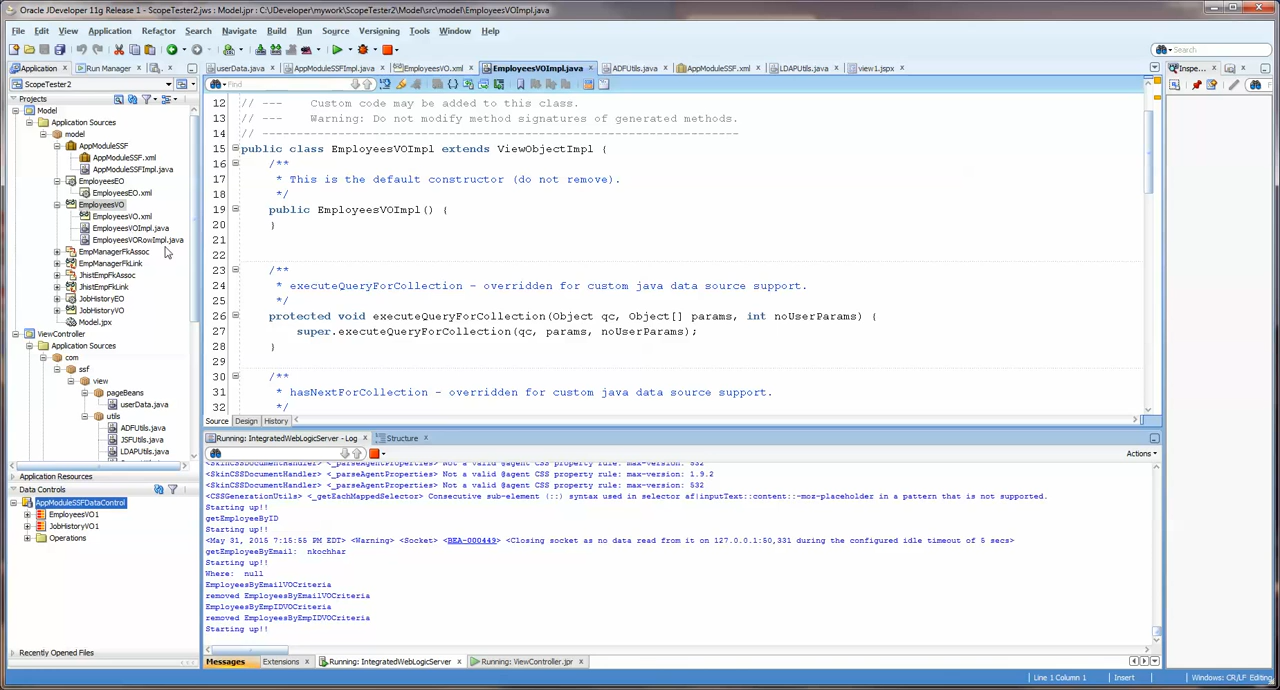 Oracle JDeveloper 11g Release 1 - ScopeTester2.jws : Model.jpr : C:\JDeveloper\mywork\ScopeTester2\Model\src\model\EmployeesVOImpl.java
File Edit View Application Refactor Search Navigate Build Run Source Versioning Tools Window Help
Search
Application Run Manager
userData.java AppModuleSSFImpl.java EmployeesVO.xml EmployeesVOImpl.java ADFUtils.java AppModuleSSF.xml LDAPUtils.java view1.jspx
Inspe...
ScopeTester2
Find
Projects
Model
Application Sources
model
AppModuleSSF
AppModuleSSF.xml
AppModuleSSFImpl.java
EmployeesEO
EmployeesEO.xml
EmployeesVO
EmployeesVO.xml
EmployeesVOImpl.java
EmployeesVORowImpl.java
EmpManagerFkAssoc
EmpManagerFkLink
JhistEmpFkAssoc
JhistEmpFkLink
JobHistoryEO
JobHistoryVO
Model.jpx
ViewController
Application Sources
com
ssf
view
pageBeans
userData.java
utils
ADFUtils.java
JSFUtils.java
LDAPUtils.java
Application Resources
Data Controls
AppModuleSSFDataControl
EmployeesVO1
JobHistoryVO1
Operations
Recently Opened Files
12 // --- Custom code may be added to this class.
13 // --- Warning: Do not modify method signatures of generated methods.
14 // ---------------------------------------------------------------------
15 public class EmployeesVOImpl extends ViewObjectImpl {
16 /**
17 * This is the default constructor (do not remove).
18 */
19 public EmployeesVOImpl() {
20 }
21
22
23 /**
24 * executeQueryForCollection - overridden for custom java data source support.
25 */
26 protected void executeQueryForCollection(Object qc, Object[] params, int noUserParams) {
27 super.executeQueryForCollection(qc, params, noUserParams);
28 }
29
30 /**
31 * hasNextForCollection - overridden for custom java data source support.
32 */
Source Design History
Running: IntegratedWebLogicServer - Log Structure
Actions
<SkinCSSDocumentHandler> <_parseAgentProperties> Not a valid @agent CSS property rule: max-version: 532
<SkinCSSDocumentHandler> <_parseAgentProperties> Not a valid @agent CSS property rule: max-version: 1.9.2
<SkinCSSDocumentHandler> <_parseAgentProperties> Not a valid @agent CSS property rule: max-version: 532
<CSSGenerationUtils> <_getEachMappedSelector> Consecutive sub-element (::) syntax used in selector af|inputText::content::-moz-placeholder in a pattern that is not supported.
Starting up!!
getEmployeeByID
Starting up!!
<May 31, 2015 7:15:55 PM EDT> <Warning> <Socket> <BEA-000449> <Closing socket as no data read from it on 127.0.0.1:50,331 during the configured idle timeout of 5 secs>
getEmployeeByEmail: nkochhar
Starting up!!
Where: null
EmployeesByEmailVOCriteria
removed EmployeesByEmailVOCriteria
EmployeesByEmpIDVOCriteria
removed EmployeesByEmpIDVOCriteria
Starting up!!
Messages Extensions Running: IntegratedWebLogicServer Running: ViewController.jpr
Line 1 Column 1 Insert Windows: CR/LF Editing